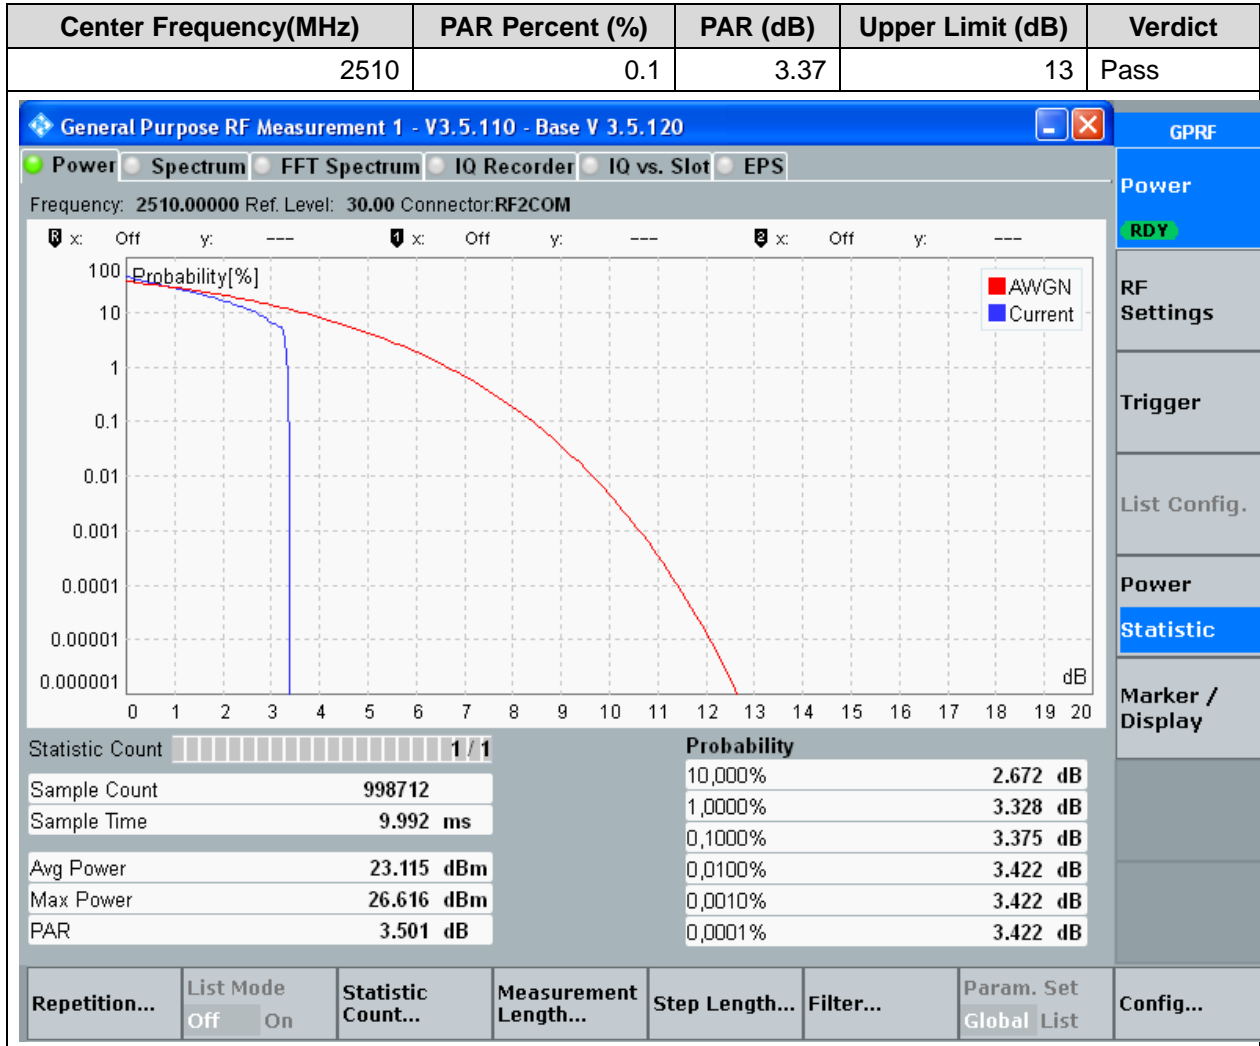 Center Frequency(MHz) PAR Percent (%) PAR (dB) Upper Limit (dB) Verdict
2510 0.1 3.37 13 Pass
General Purpose RF Measurement 1 - V3.5.110 - Base V 3.5.120
GPRF
Power Spectrum FFT Spectrum IQ Recorder IQ vs. Slot EPS
Frequency: 2510.00000 Ref. Level: 30.00 Connector:RF2COM
R x: Off y: --- 1 x: Off y: --- 2 x: Off y: ---
Probability[%]
AWGN
Current
100
10
1
0.1
0.01
0.001
0.0001
0.00001
0.000001
dB
0 1 2 3 4 5 6 7 8 9 10 11 12 13 14 15 16 17 18 19 20
Statistic Count 1 / 1
Sample Count 998712
Sample Time 9.992 ms
Avg Power 23.115 dBm
Max Power 26.616 dBm
PAR 3.501 dB
Probability
10,000% 2.672 dB
1,0000% 3.328 dB
0,1000% 3.375 dB
0,0100% 3.422 dB
0,0010% 3.422 dB
0,0001% 3.422 dB
Power
RDY
RF
Settings
Trigger
List Config.
Power
Statistic
Marker /
Display
Repetition...
List Mode
Off On
Statistic
Count...
Measurement
Length...
Step Length...
Filter...
Param. Set
Global List
Config...